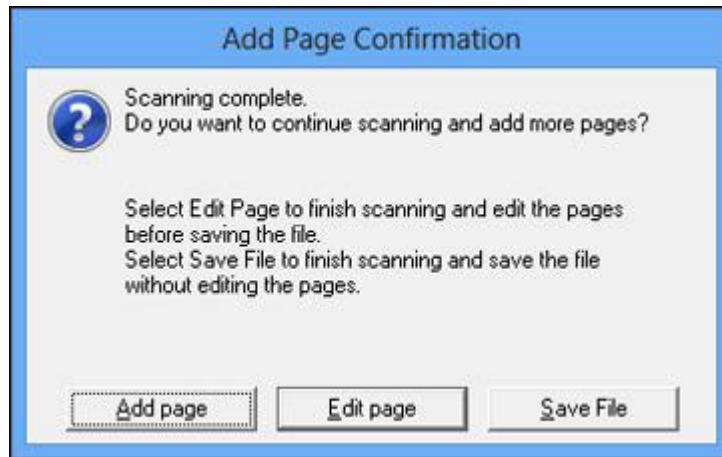 Add Page Confirmation
Scanning complete.
Do you want to continue scanning and add more pages?
Select Edit Page to finish scanning and edit the pages
before saving the file.
Select Save File to finish scanning and save the file
without editing the pages.
Add page
Edit page
Save File